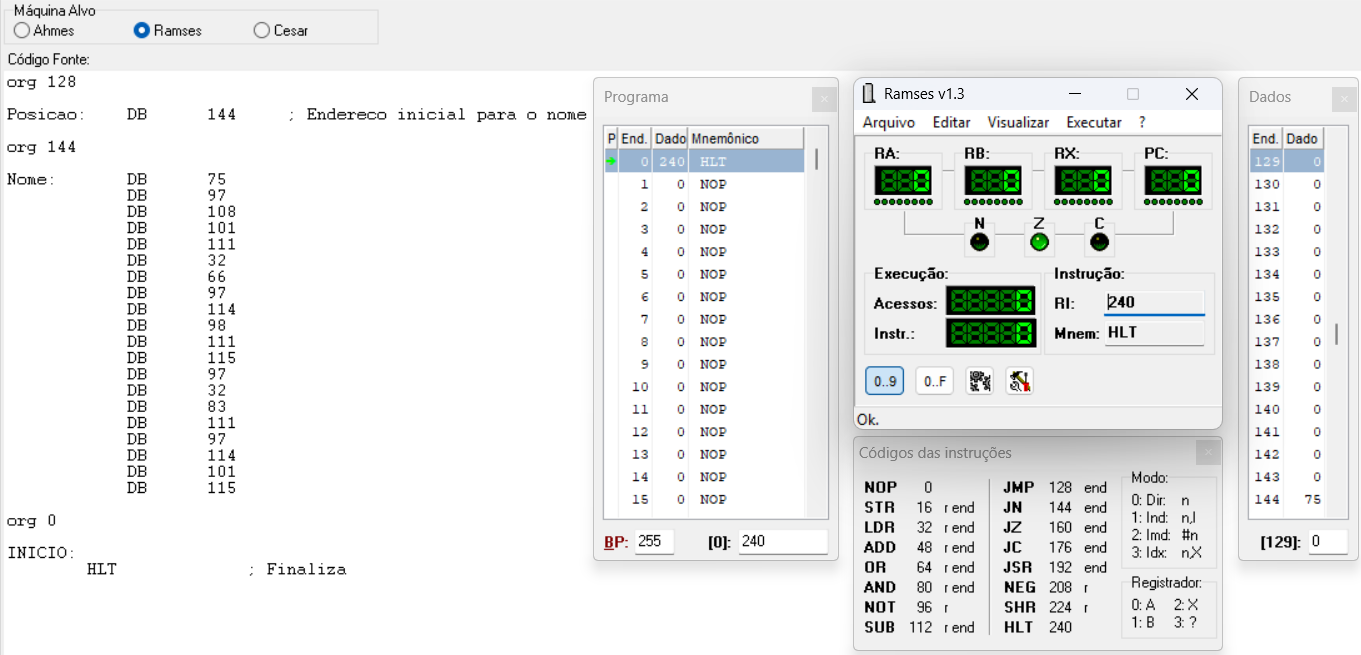 Máquina Alvo
Ahmes Ramses Cesar
Código Fonte:
org 128
Posicao: DB 144 ; Endereco inicial para o nome
org 144
Nome: DB 75
DB 97
DB 108
DB 101
DB 111
DB 32
DB 66
DB 97
DB 114
DB 98
DB 111
DB 115
DB 97
DB 32
DB 83
DB 111
DB 97
DB 114
DB 101
DB 115
org 0
INICIO:
HLT ; Finaliza
Programa
P End. Dado Mnemônico
0 240 HLT
1 0 NOP
2 0 NOP
3 0 NOP
4 0 NOP
5 0 NOP
6 0 NOP
7 0 NOP
8 0 NOP
9 0 NOP
10 0 NOP
11 0 NOP
12 0 NOP
13 0 NOP
14 0 NOP
15 0 NOP
BP: 255 [0]: 240
Ramses v1.3
Arquivo Editar Visualizar Executar ?
RA: RB: RX: PC:
0 0 0 0
N Z C
Execução: Instrução:
Acessos: 0 RI: 240
Instr.: 0 Mnem: HLT
0..9 0..F
Ok.
Códigos das instruções
NOP 0 JMP 128 end
STR 16 r end JN 144 end
LDR 32 r end JZ 160 end
ADD 48 r end JC 176 end
OR 64 r end JSR 192 end
AND 80 r end NEG 208 r
NOT 96 r SHR 224 r
SUB 112 r end HLT 240
Modo:
0: Dir: n
1: Ind: n,I
2: Imd: #n
3: Idx: n,X
Registrador:
0: A 2: X
1: B 3: ?
Dados
End. Dado
129 0
130 0
131 0
132 0
133 0
134 0
135 0
136 0
137 0
138 0
139 0
140 0
141 0
142 0
143 0
144 75
[129]: 0